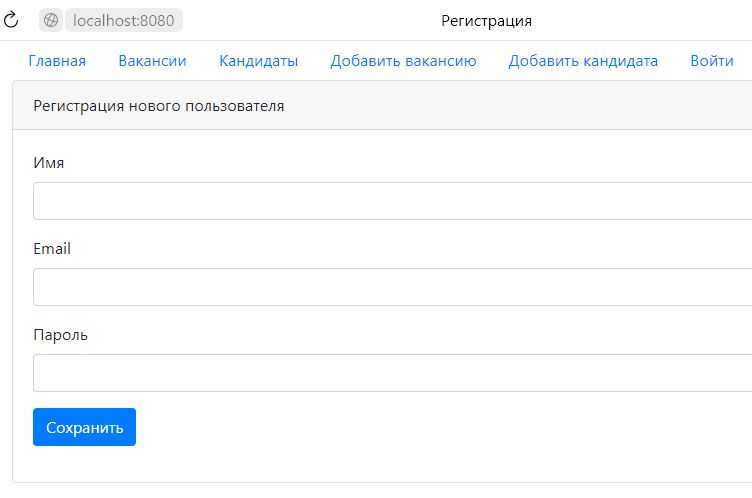 localhost:8080 Регистрация
Главная Вакансии Кандидаты Добавить вакансию Добавить кандидата Войти
Регистрация нового пользователя
Имя
Email
Пароль
Сохранить